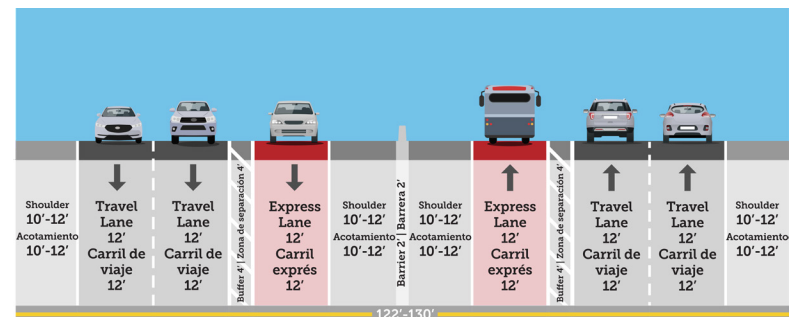 Shoulder
10’-12’
Acotamiento
10’-12’
Travel
Lane
12’
Carril de
viaje
12’
Travel
Lane
12’
Carril de
viaje
12’
Buffer 4’ | Zona de separación 4’
Express
Lane
12’
Carril
exprés
12’
Shoulder
10’-12’
Acotamiento
10’-12’
Barrier 2’ | Barrera 2’
Shoulder
10’-12’
Acotamiento
10’-12’
Express
Lane
12’
Carril
exprés
12’
Buffer 4’ | Zona de separación 4’
Travel
Lane
12’
Carril de
viaje
12’
Travel
Lane
12’
Carril de
viaje
12’
Shoulder
10’-12’
Acotamiento
10’-12’
122’-130’